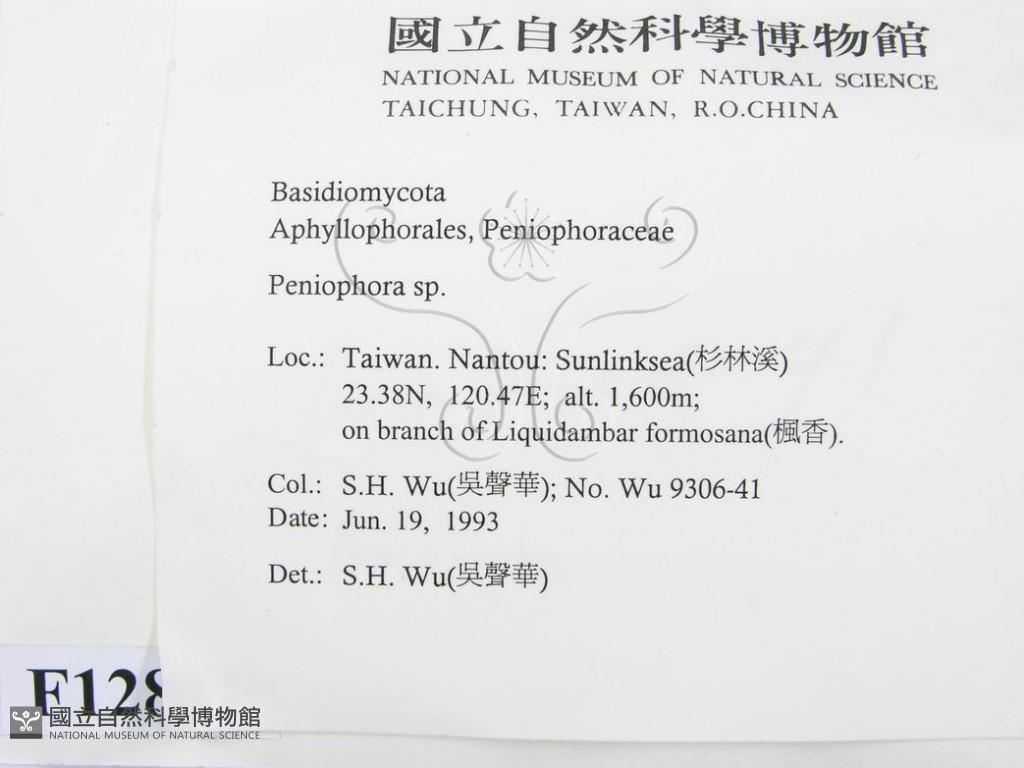 國立自然科學博物館
NATIONAL MUSEUM OF NATURAL SCIENCE
TAICHUNG, TAIWAN, R.O.CHINA
Basidiomycota
Aphyllophorales, Peniophoraceae
Peniophora sp.
Loc.: Taiwan. Nantou: Sunlinksea(杉林溪)
23.38N, 120.47E; alt. 1,600m;
on branch of Liquidambar formosana(楓香).
Col.: S.H. Wu(吳聲華); No. Wu 9306-41
Date: Jun. 19, 1993
Det.: S.H. Wu(吳聲華)
F128
國立自然科學博物館
NATIONAL MUSEUM OF NATURAL SCIENCE